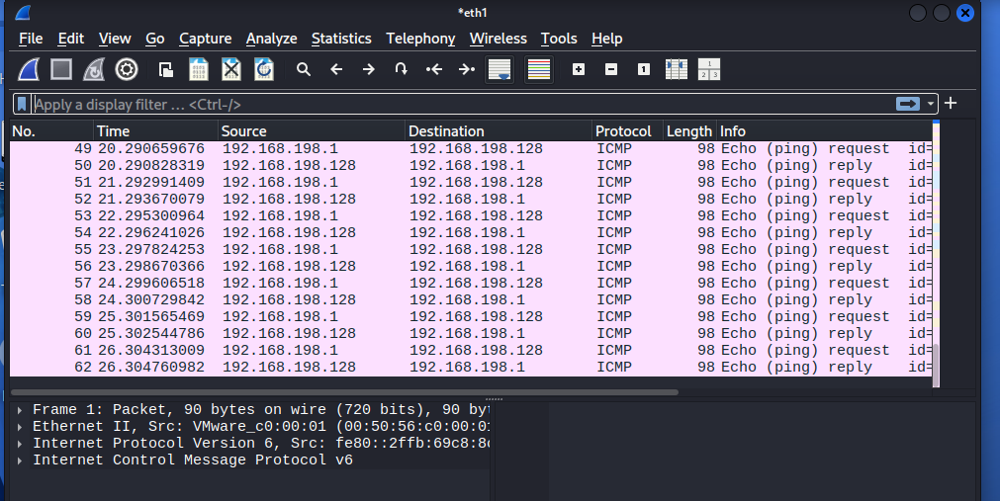 *eth1
File Edit View Go Capture Analyze Statistics Telephony Wireless Tools Help
Apply a display filter ... <Ctrl-/>
No. Time Source Destination Protocol Length Info
49 20.290659676 192.168.198.1 192.168.198.128 ICMP 98 Echo (ping) request id=
50 20.290828319 192.168.198.128 192.168.198.1 ICMP 98 Echo (ping) reply id=
51 21.292991409 192.168.198.1 192.168.198.128 ICMP 98 Echo (ping) request id=
52 21.293670079 192.168.198.128 192.168.198.1 ICMP 98 Echo (ping) reply id=
53 22.295300964 192.168.198.1 192.168.198.128 ICMP 98 Echo (ping) request id=
54 22.296241026 192.168.198.128 192.168.198.1 ICMP 98 Echo (ping) reply id=
55 23.297824253 192.168.198.1 192.168.198.128 ICMP 98 Echo (ping) request id=
56 23.298670366 192.168.198.128 192.168.198.1 ICMP 98 Echo (ping) reply id=
57 24.299606518 192.168.198.1 192.168.198.128 ICMP 98 Echo (ping) request id=
58 24.300729842 192.168.198.128 192.168.198.1 ICMP 98 Echo (ping) reply id=
59 25.301565469 192.168.198.1 192.168.198.128 ICMP 98 Echo (ping) request id=
60 25.302544786 192.168.198.128 192.168.198.1 ICMP 98 Echo (ping) reply id=
61 26.304313009 192.168.198.1 192.168.198.128 ICMP 98 Echo (ping) request id=
62 26.304760982 192.168.198.128 192.168.198.1 ICMP 98 Echo (ping) reply id=
Frame 1: Packet, 90 bytes on wire (720 bits), 90 byt
Ethernet II, Src: VMware_c0:00:01 (00:50:56:c0:00:01
Internet Protocol Version 6, Src: fe80::2ffb:69c8:8c
Internet Control Message Protocol v6